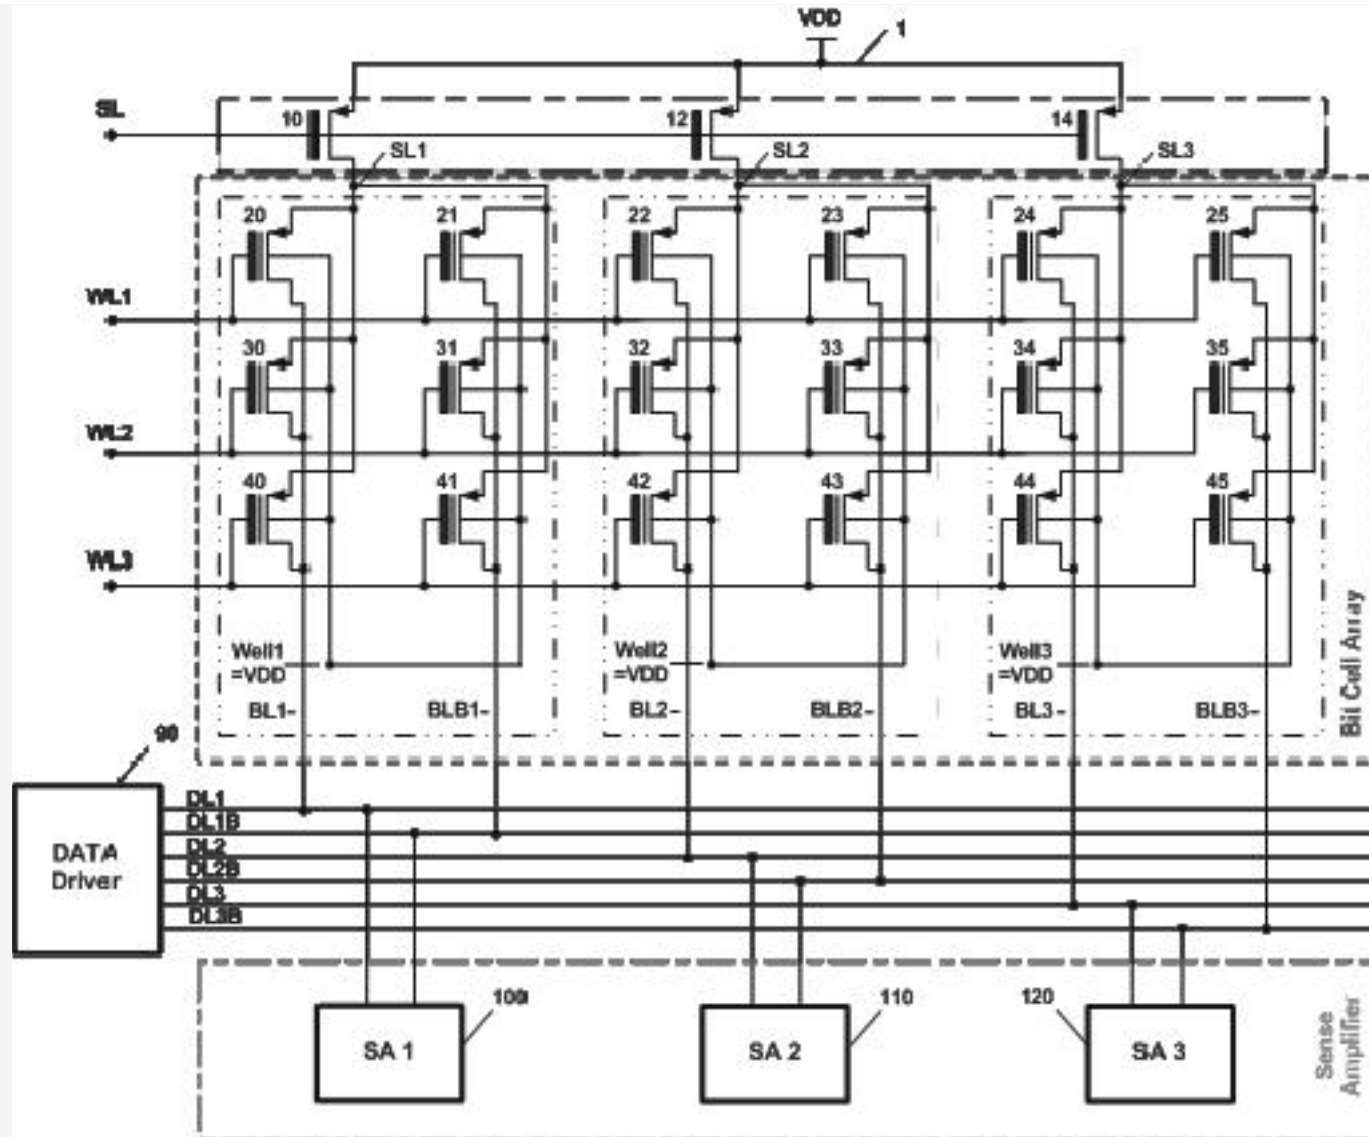 VDD
1
SL
10
12
14
SL1
SL2
SL3
20
21
22
23
24
25
WL1
30
31
32
33
34
35
WL2
40
41
42
43
44
45
WL3
Well1
=VDD
Well2
=VDD
Well3
=VDD
BL1-
BLB1-
BL2-
BLB2-
BL3-
BLB3-
Bit Cell Array
90
DATA
Driver
DL1
DL1B
DL2
DL2B
DL3
DL3B
100
110
120
SA 1
SA 2
SA 3
Sense
Amplifier